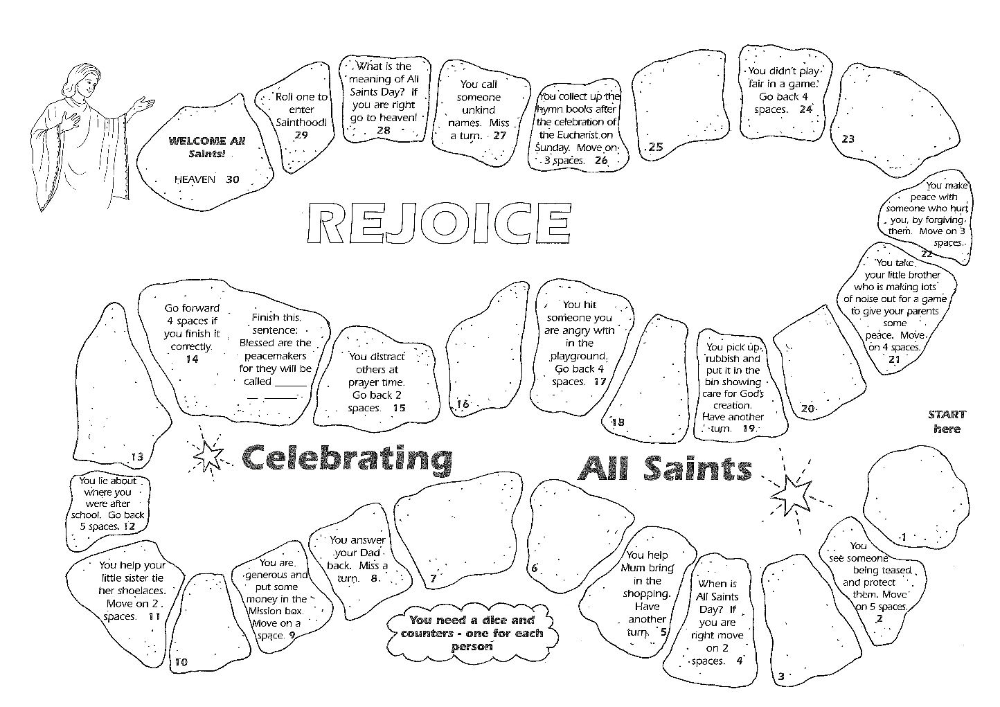 START
here
1
You
see someone
being teased
and protect
them. Move
on 5 spaces.
2
3
When is
All Saints
Day? If
you are
right move
on 2
spaces. 4
You help
Mum bring
in the
shopping.
Have
another
turn. 5
6
7
You answer
your Dad
back. Miss a
turn. 8
You are
generous and
put some
money in the
Mission box.
Move on a
space. 9
10
You help your
little sister tie
her shoelaces.
Move on 2
spaces. 11
You lie about
where you
were after
school. Go back
5 spaces. 12
13
Go forward
4 spaces if
you finish it
correctly.
14
Finish this
sentence:
Blessed are the
peacemakers
for they will be
called ______
__ ______
You distract
others at
prayer time.
Go back 2
spaces. 15
16
You hit
someone you
are angry with
in the
playground.
Go back 4
spaces. 17
18
You pick up
rubbish and
put it in the
bin showing
care for God's
creation.
Have another
turn. 19
20
You take
your little brother
who is making lots
of noise out for a game
to give your parents
some
peace. Move
on 4 spaces.
21
You make
peace with
someone who hurt
you, by forgiving
them. Move on 3
spaces.
22
23
You didn't play
fair in a game.
Go back 4
spaces. 24
25
You collect up the
hymn books after
the celebration of
the Eucharist on
Sunday. Move on
3 spaces. 26
You call
someone
unkind
names. Miss
a turn. 27
What is the
meaning of All
Saints Day? If
you are right
go to heaven!
28
Roll one to
enter
Sainthood!
29
WELCOME All
Saints!
HEAVEN 30
REJOICE
Celebrating All Saints
You need a dice and
counters - one for each
person